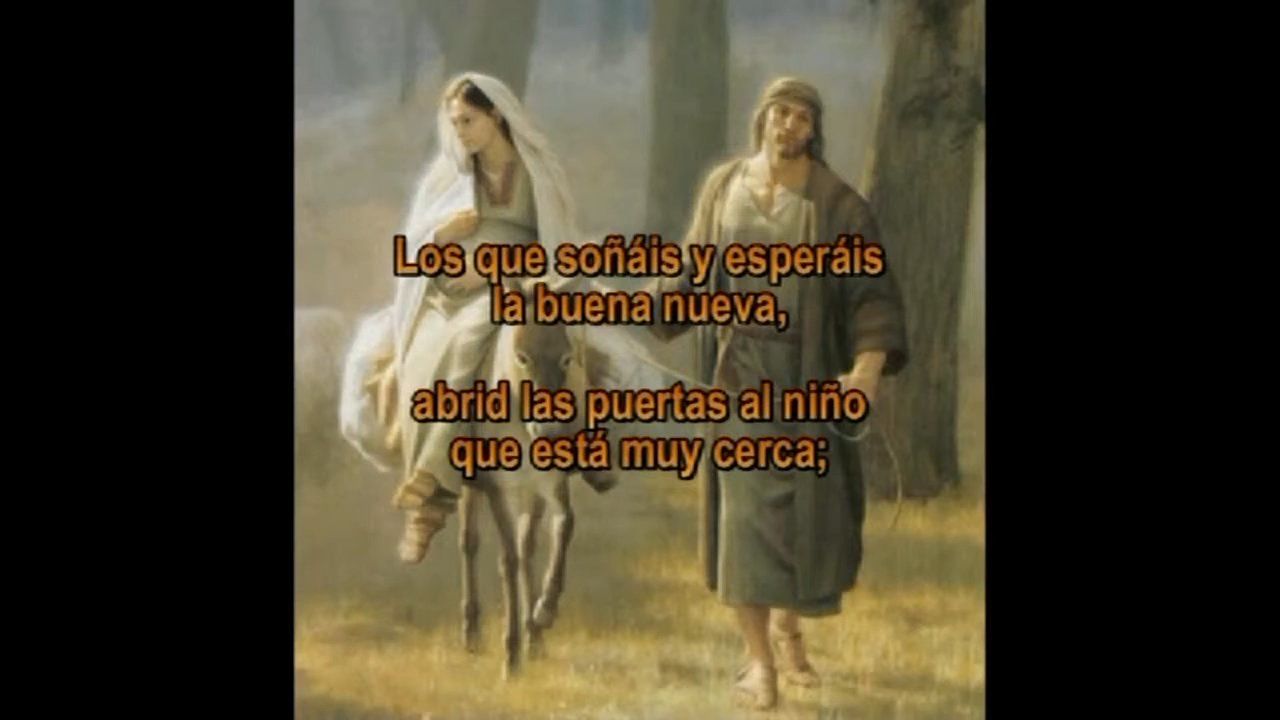 Los que soñáis y esperáis
la buena nueva,
abrid las puertas al niño
que está muy cerca;